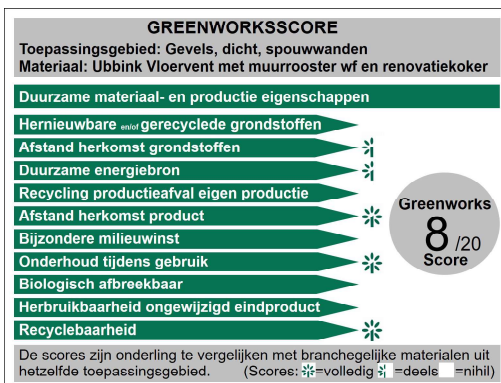 GREENWORKSSCORE
Toepassingsgebied: Gevels, dicht, spouwwanden
Materiaal: Ubbink Vloervent met muurrooster wf en renovatiekoker
Duurzame materiaal- en productie eigenschappen
Hernieuwbare en/of gerecyclede grondstoffen
Afstand herkomst grondstoffen
Duurzame energiebron
Recycling productieafval eigen productie
Afstand herkomst product
Bijzondere milieuwinst
Onderhoud tijdens gebruik
Biologisch afbreekbaar
Herbruikbaarheid ongewijzigd eindproduct
Recyclebaarheid
Greenworks
8 /20
Score
De scores zijn onderling te vergelijken met branchegelijke materialen uit
hetzelfde toepassingsgebied. (Scores: =volledig =deels =nihil)